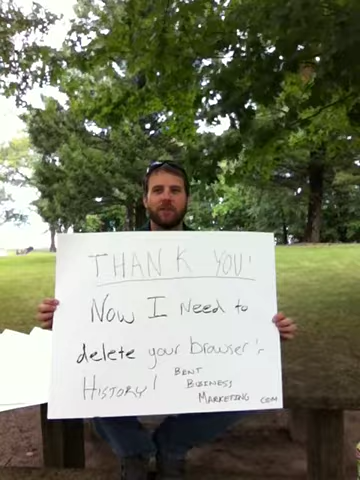 THANK YOU!
Now I Need to
delete your browser's
HISTORY!
BENT
BUSINESS
MARKETING COM